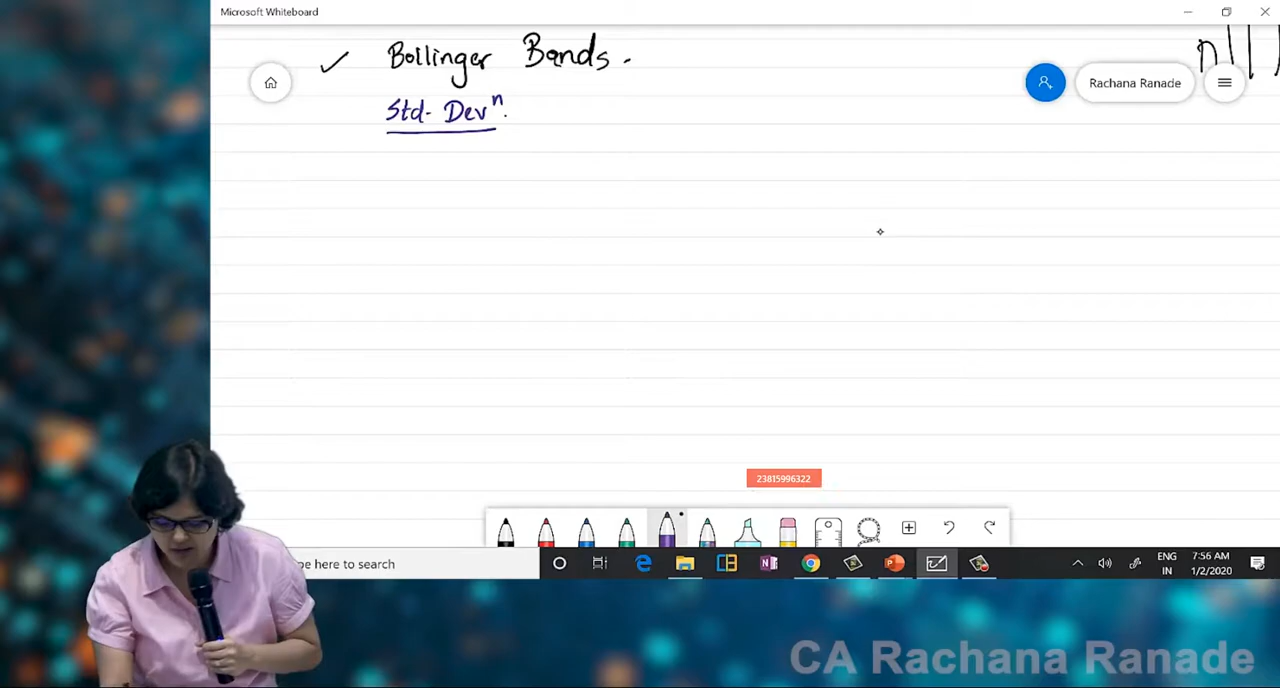 Microsoft Whiteboard
✓ Bollinger Bands.
Std. Devⁿ.
Rachana Ranade
23815996322
pe here to search
ENG
IN
7:56 AM
1/2/2020
CA Rachana Ranade